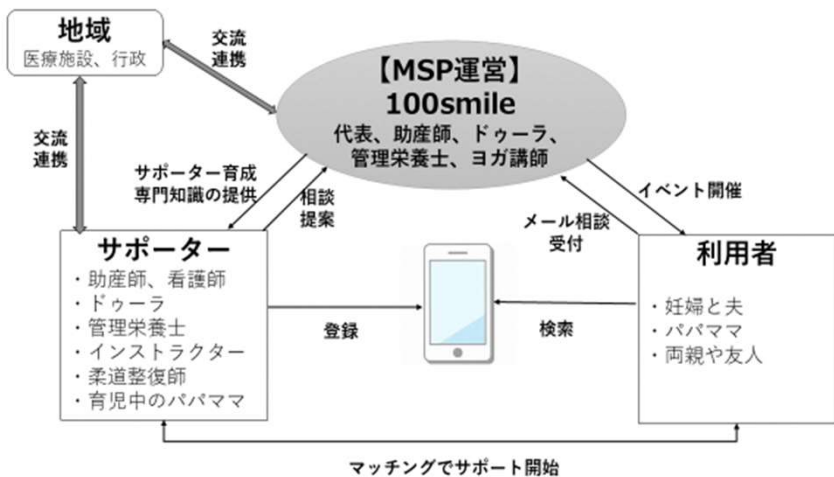 地域
医療施設、行政
交流
連携
【MSP運営】
100smile
代表、助産師、ドゥーラ、
管理栄養士、ヨガ講師
交流
連携
サポーター育成
専門知識の提供
相談
提案
イベント開催
メール相談
受付
サポーター
・助産師、看護師
・ドゥーラ
・管理栄養士
・インストラクター
・柔道整復師
・育児中のパパママ
登録
検索
利用者
・妊婦と夫
・パパママ
・両親や友人
マッチングでサポート開始